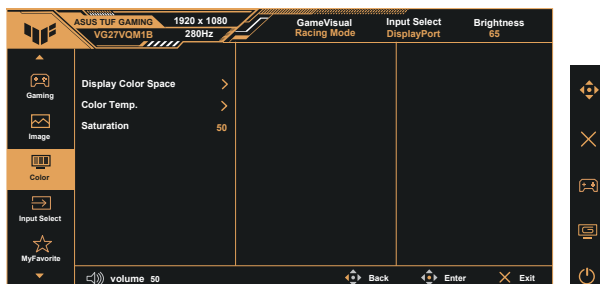 ASUS TUF GAMING 1920 x 1080
VG27VQM1B 280Hz
GameVisual
Racing Mode
Input Select
DisplayPort
Brightness
65
Gaming
Image
Color
Input Select
MyFavorite
Display Color Space
Color Temp.
Saturation 50
volume 50
Back
Enter
Exit